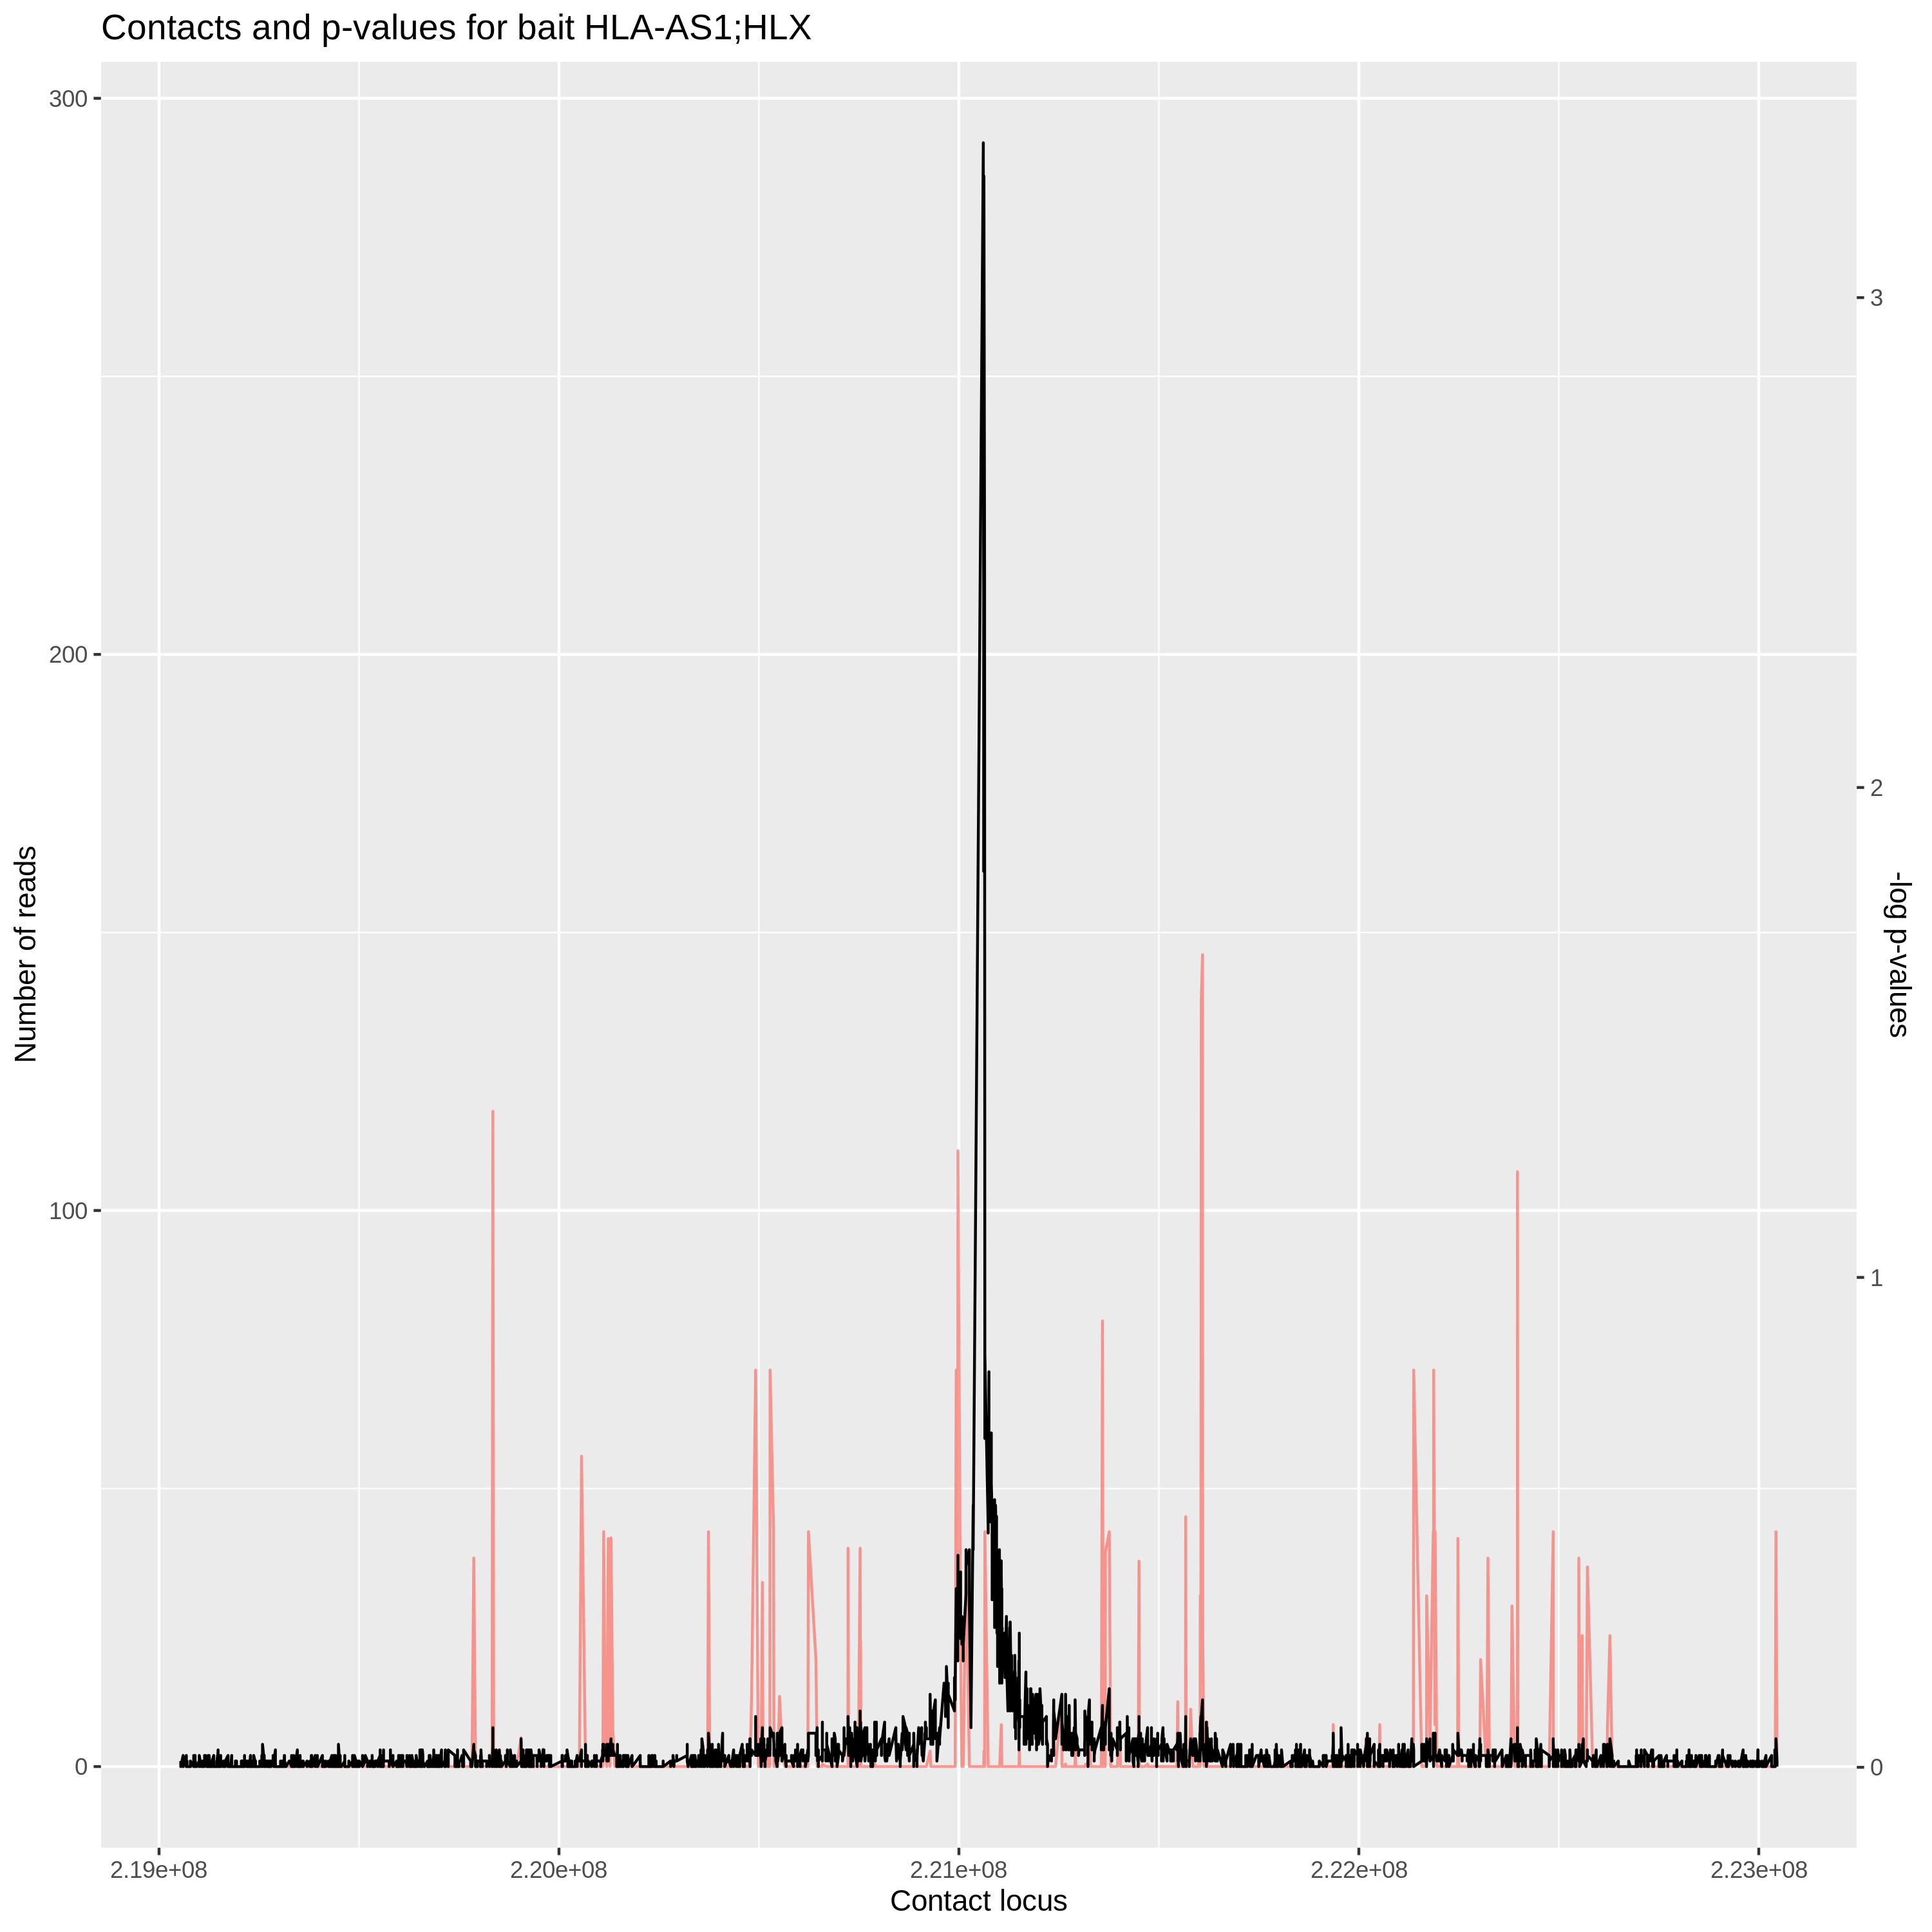 Contacts and p-values for bait HLA-AS1;HLX
300
200
100
0
Number of reads
3
2
1
0
-log p-values
2.19e+08 2.20e+08 2.21e+08 2.22e+08 2.23e+08
Contact locus